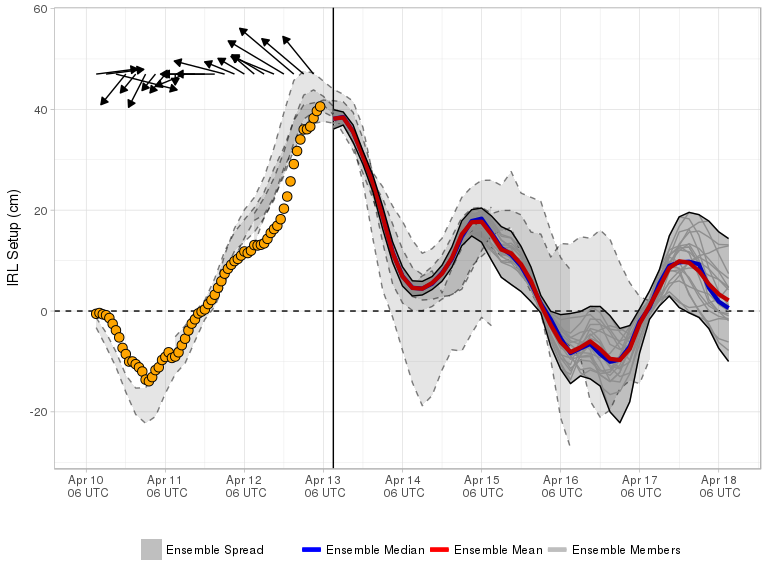 60
40
20
0
-20
IRL Setup (cm)
Apr 10
06 UTC
Apr 11
06 UTC
Apr 12
06 UTC
Apr 13
06 UTC
Apr 14
06 UTC
Apr 15
06 UTC
Apr 16
06 UTC
Apr 17
06 UTC
Apr 18
06 UTC
Ensemble Spread
Ensemble Median
Ensemble Mean
Ensemble Members